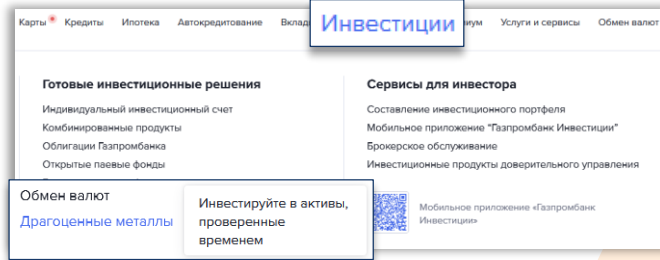 Карты Кредиты Ипотека Автокредитование Инвестиции Услуги и сервисы Обмен валют
Готовые инвестиционные решения
Индивидуальный инвестиционный счет
Комбинированные продукты
Облигации Газпромбанка
Открытые паевые фонды
Обмен валют
Драгоценные металлы
Инвестируйте в активы,
проверенные
временем
Сервисы для инвестора
Составление инвестиционного портфеля
Мобильное приложение "Газпромбанк Инвестиции"
Брокерское обслуживание
Инвестиционные продукты доверительного управления
Мобильное приложение «Газпромбанк
Инвестиции»